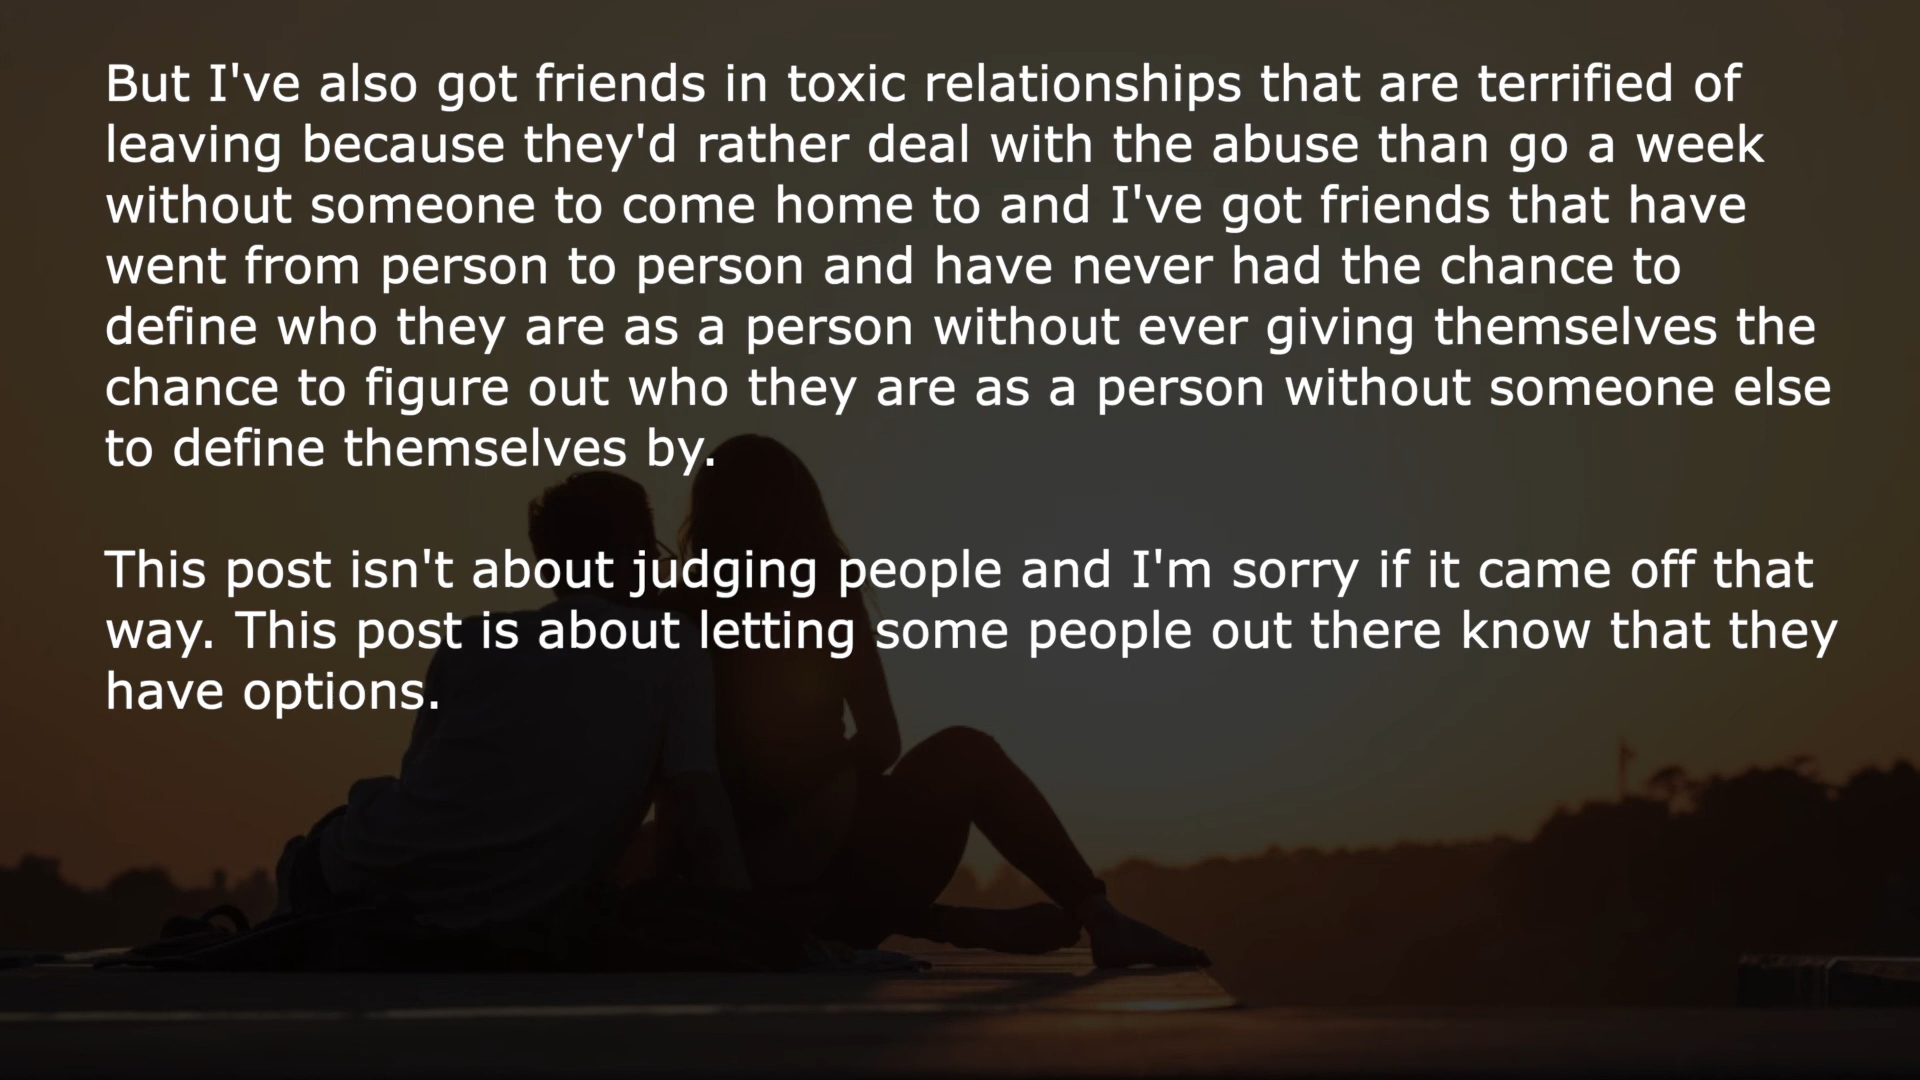 But I've also got friends in toxic relationships that are terrified of
leaving because they'd rather deal with the abuse than go a week
without someone to come home to and I've got friends that have
went from person to person and have never had the chance to
define who they are as a person without ever giving themselves the
chance to figure out who they are as a person without someone else
to define themselves by.
This post isn't about judging people and I'm sorry if it came off that
way. This post is about letting some people out there know that they
have options.